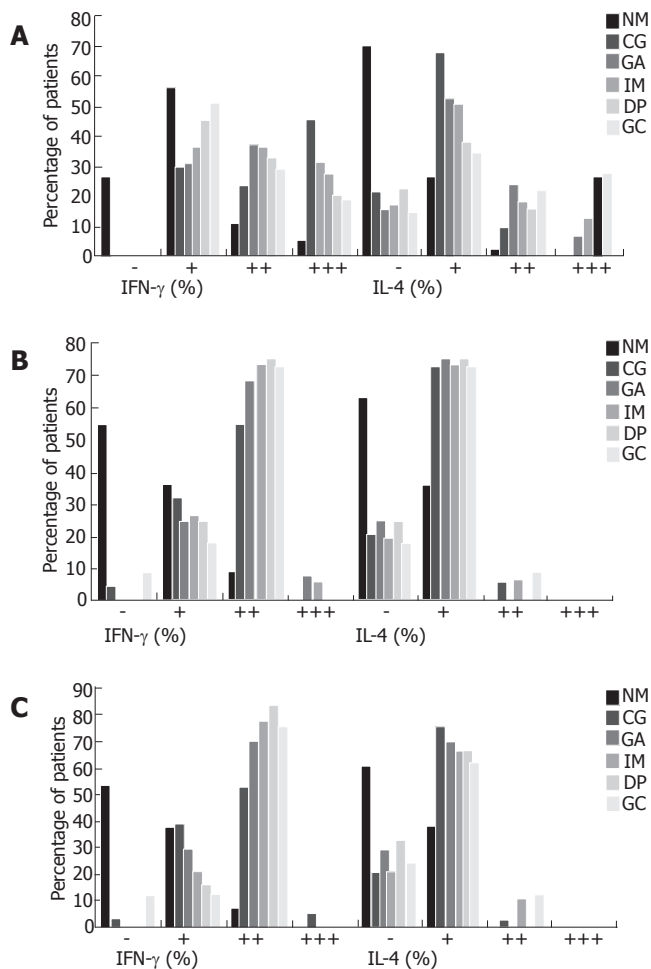 A
Percentage of patients
80
70
60
50
40
30
20
10
0
- + ++ +++ - + ++ +++
IFN-γ (%) IL-4 (%)
NM
CG
GA
IM
DP
GC
B
Percentage of patients
80
70
60
50
40
30
20
10
0
- + ++ +++ - + ++ +++
IFN-γ (%) IL-4 (%)
NM
CG
GA
IM
DP
GC
C
Percentage of patients
90
80
70
60
50
40
30
20
10
0
- + ++ +++ - + ++ +++
IFN-γ (%) IL-4 (%)
NM
CG
GA
IM
DP
GC